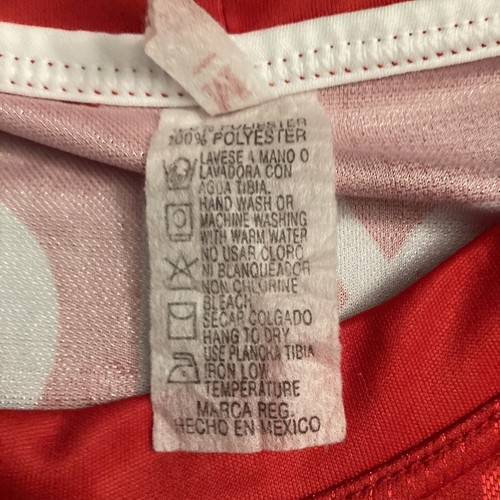 100% POLYESTER
LAVESE A MANO O
LAVADORA CON
AGUA TIBIA.
HAND WASH OR
MACHINE WASHING
WITH WARM WATER
NO USAR CLORO
NI BLANQUEADOR
NON CHLORINE
BLEACH
SECAR COLGADO
HANG TO DRY
USE PLANCHA TIBIA
IRON LOW
TEMPERATURE
MARCA REG.
HECHO EN MEXICO